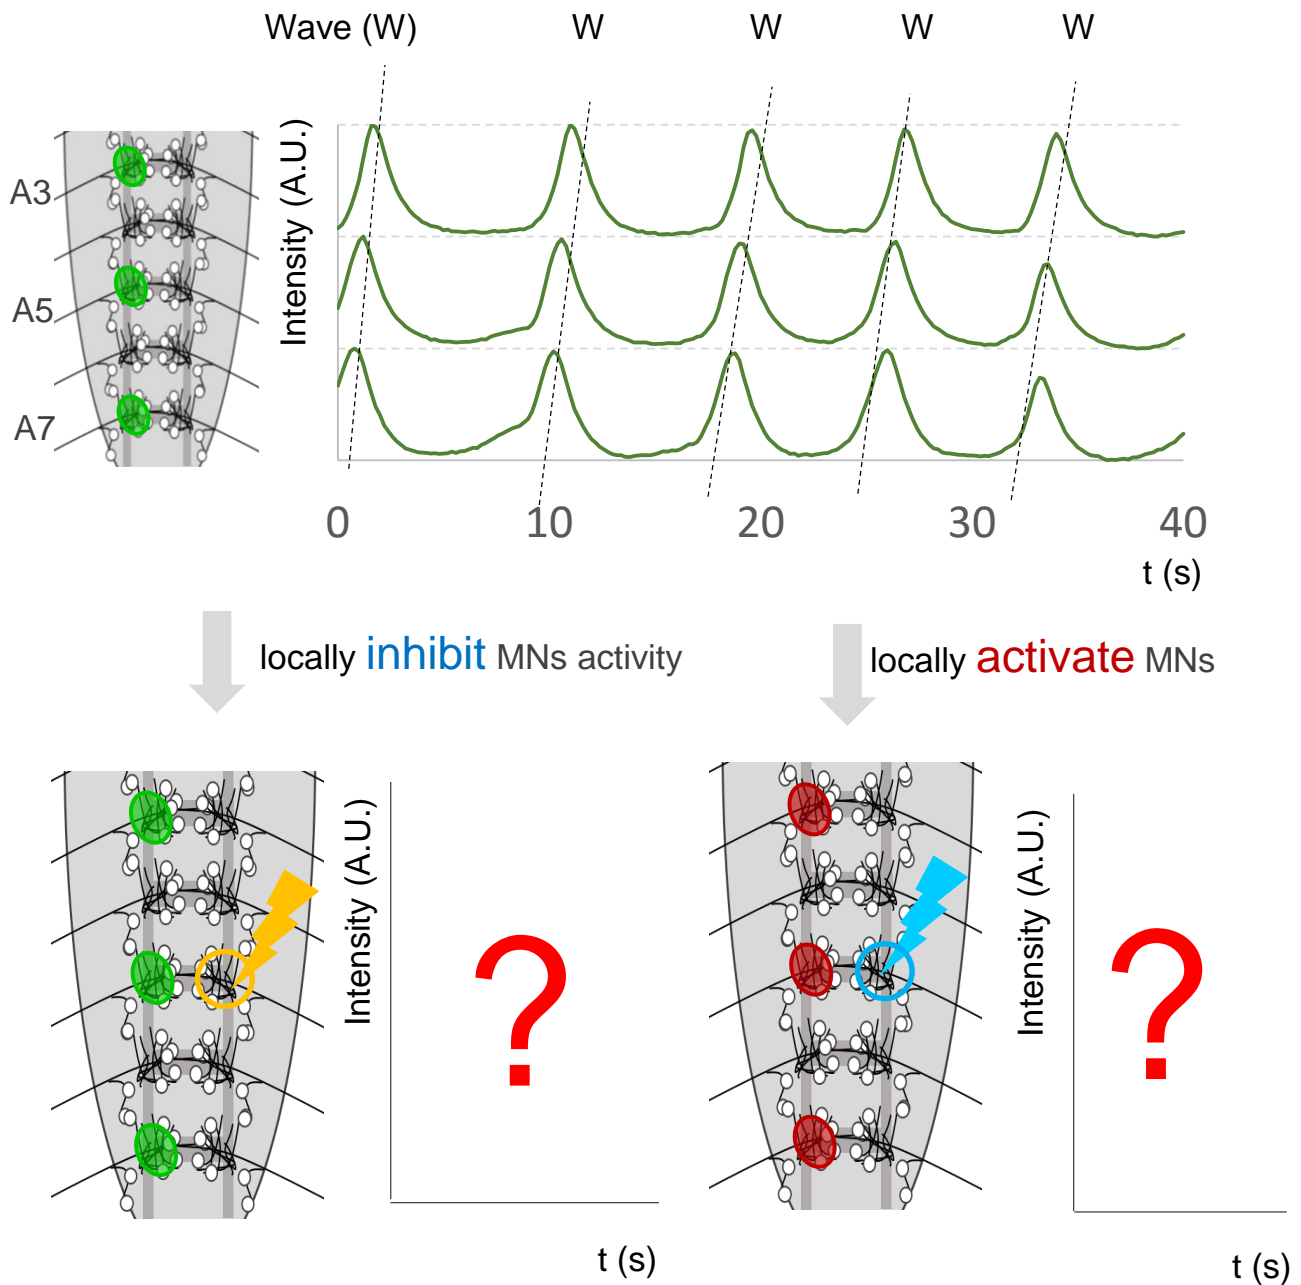 Wave (W) W W W W
Intensity (A.U.)
A3
A5
A7
0 10 20 30 40
t (s)
locally inhibit MNs activity
locally activate MNs
Intensity (A.U.)
?
t (s)
Intensity (A.U.)
?
t (s)